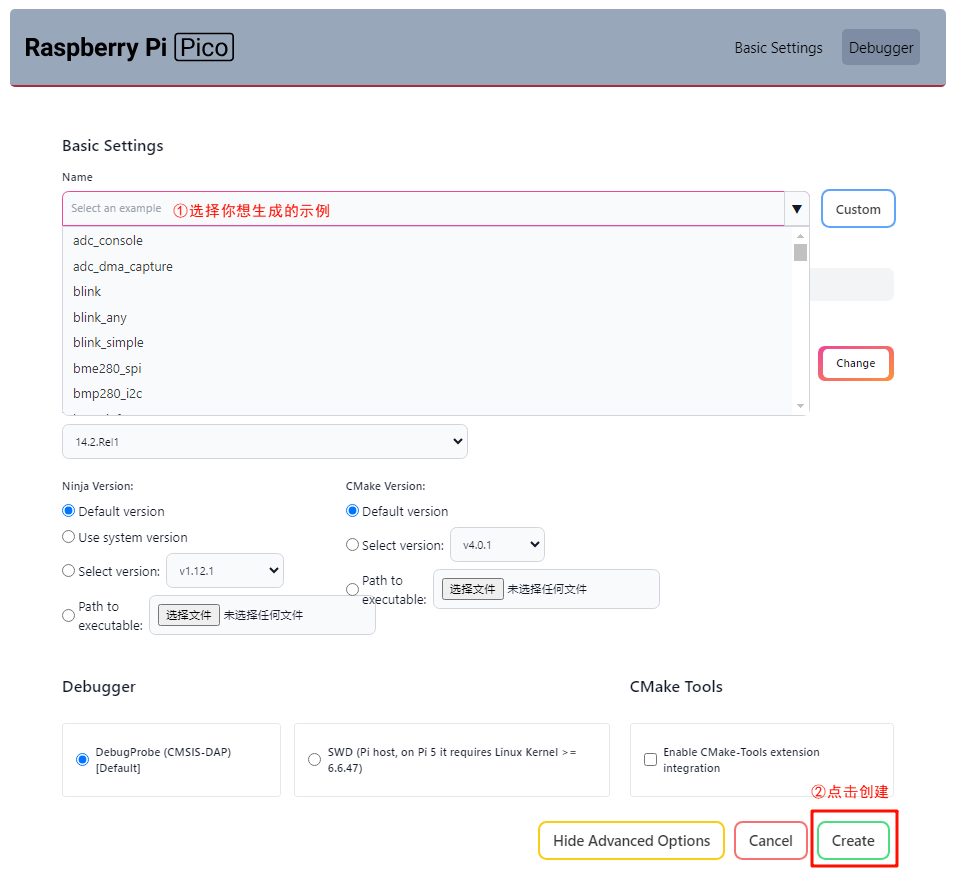 Raspberry Pi Pico
Basic Settings
Debugger
Basic Settings
Name
Select an example
①选择你想生成的示例
▼
Custom
adc_console
adc_dma_capture
blink
blink_any
blink_simple
bme280_spi
bmp280_i2c
Change
14.2.Rel1
Ninja Version:
Default version
Use system version
Select version:
v1.12.1
Path to
executable:
选择文件 未选择任何文件
CMake Version:
Default version
Select version:
v4.0.1
Path to
executable:
选择文件 未选择任何文件
Debugger
DebugProbe (CMSIS-DAP)
[Default]
SWD (Pi host, on Pi 5 it requires Linux Kernel >=
6.6.47)
CMake Tools
Enable CMake-Tools extension
integration
②点击创建
Hide Advanced Options
Cancel
Create